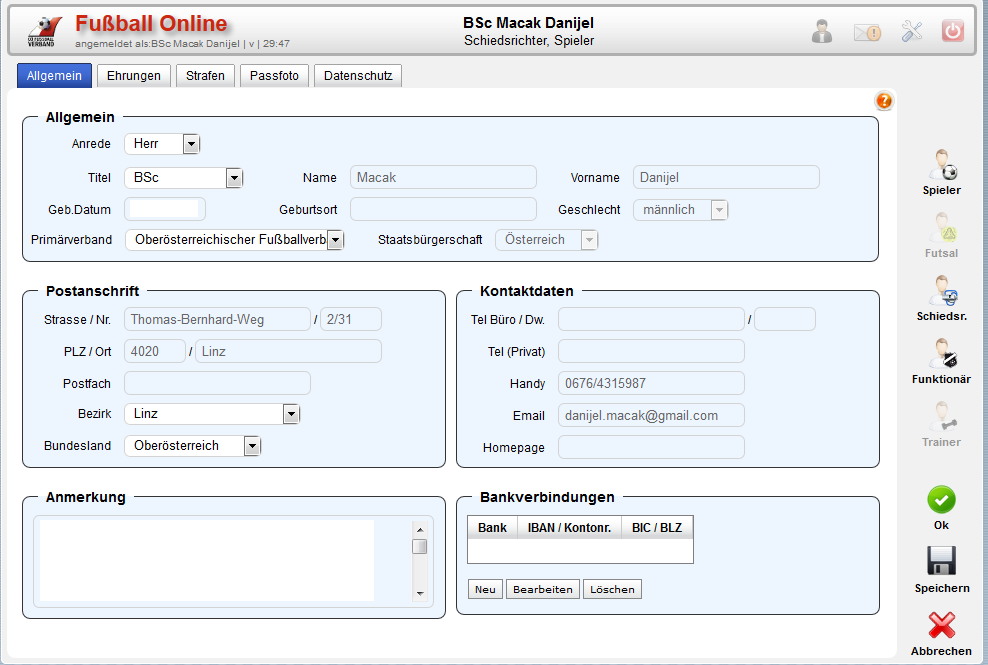 Fußball Online
ÖFUSSBALL
VERBAND
angemeldet als:BSc Macak Danijel | v | 29:47
BSc Macak Danijel
Schiedsrichter, Spieler
Allgemein Ehrungen Strafen Passfoto Datenschutz
?
Allgemein
Anrede Herr
Titel BSc Name Macak Vorname Danijel
Geb.Datum Geburtsort Geschlecht männlich
Primärverband Oberösterreichischer Fußballverb Staatsbürgerschaft Österreich
Postanschrift
Strasse / Nr. Thomas-Bernhard-Weg / 2/31
PLZ / Ort 4020 / Linz
Postfach
Bezirk Linz
Bundesland Oberösterreich
Kontaktdaten
Tel Büro / Dw. /
Tel (Privat)
Handy 0676/4315987
Email danijel.macak@gmail.com
Homepage
Anmerkung
Bankverbindungen
Bank IBAN / Kontonr. BIC / BLZ
Neu Bearbeiten Löschen
Spieler
Futsal
Schiedsr.
Funktionär
Trainer
Ok
Speichern
Abbrechen